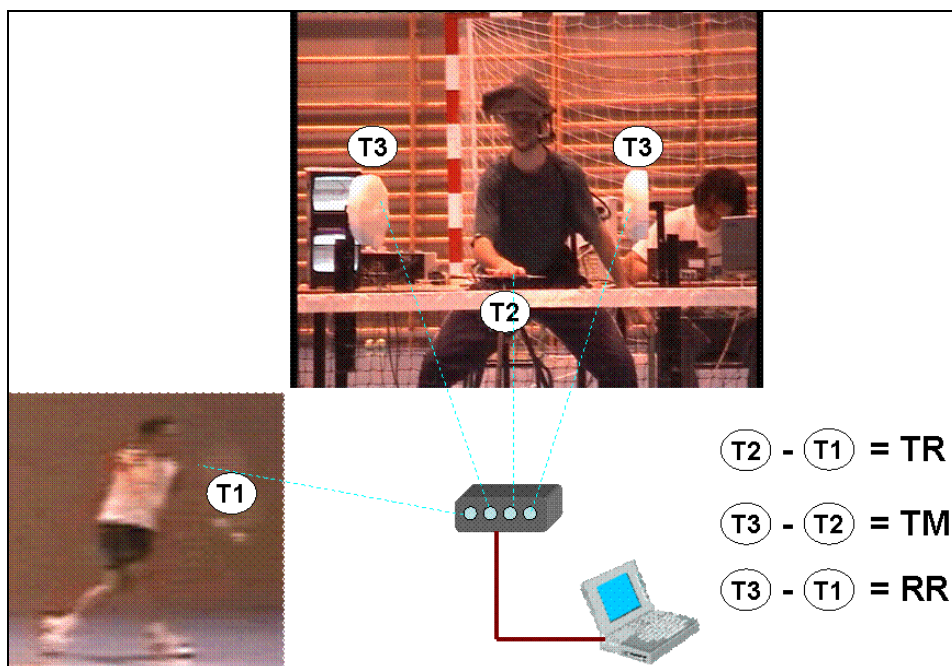 T3 T3
T2
T1
T2 - T1 = TR
T3 - T2 = TM
T3 - T1 = RR